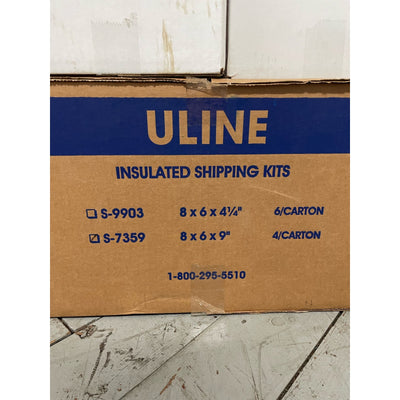 ULINE
INSULATED SHIPPING KITS
☐ S-9903 8 x 6 x 4¼" 6/CARTON
☑ S-7359 8 x 6 x 9" 4/CARTON
1-800-295-5510